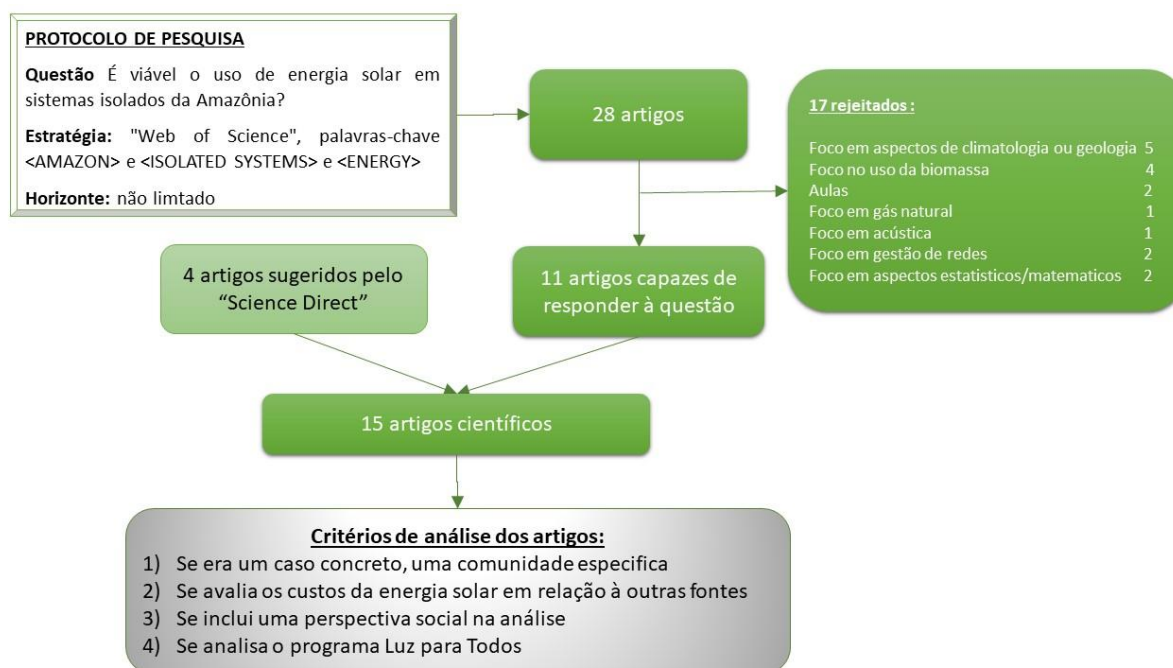 PROTOCOLO DE PESQUISA
Questão É viável o uso de energia solar em
sistemas isolados da Amazônia?
Estratégia: "Web of Science", palavras-chave
<AMAZON> e <ISOLATED SYSTEMS> e <ENERGY>
Horizonte: não limtado
28 artigos
17 rejeitados :
Foco em aspectos de climatologia ou geologia 5
Foco no uso da biomassa 4
Aulas 2
Foco em gás natural 1
Foco em acústica 1
Foco em gestão de redes 2
Foco em aspectos estatisticos/matematicos 2
4 artigos sugeridos pelo
“Science Direct”
11 artigos capazes de
responder à questão
15 artigos científicos
Critérios de análise dos artigos:
1) Se era um caso concreto, uma comunidade especifica
2) Se avalia os custos da energia solar em relação à outras fontes
3) Se inclui uma perspectiva social na análise
4) Se analisa o programa Luz para Todos